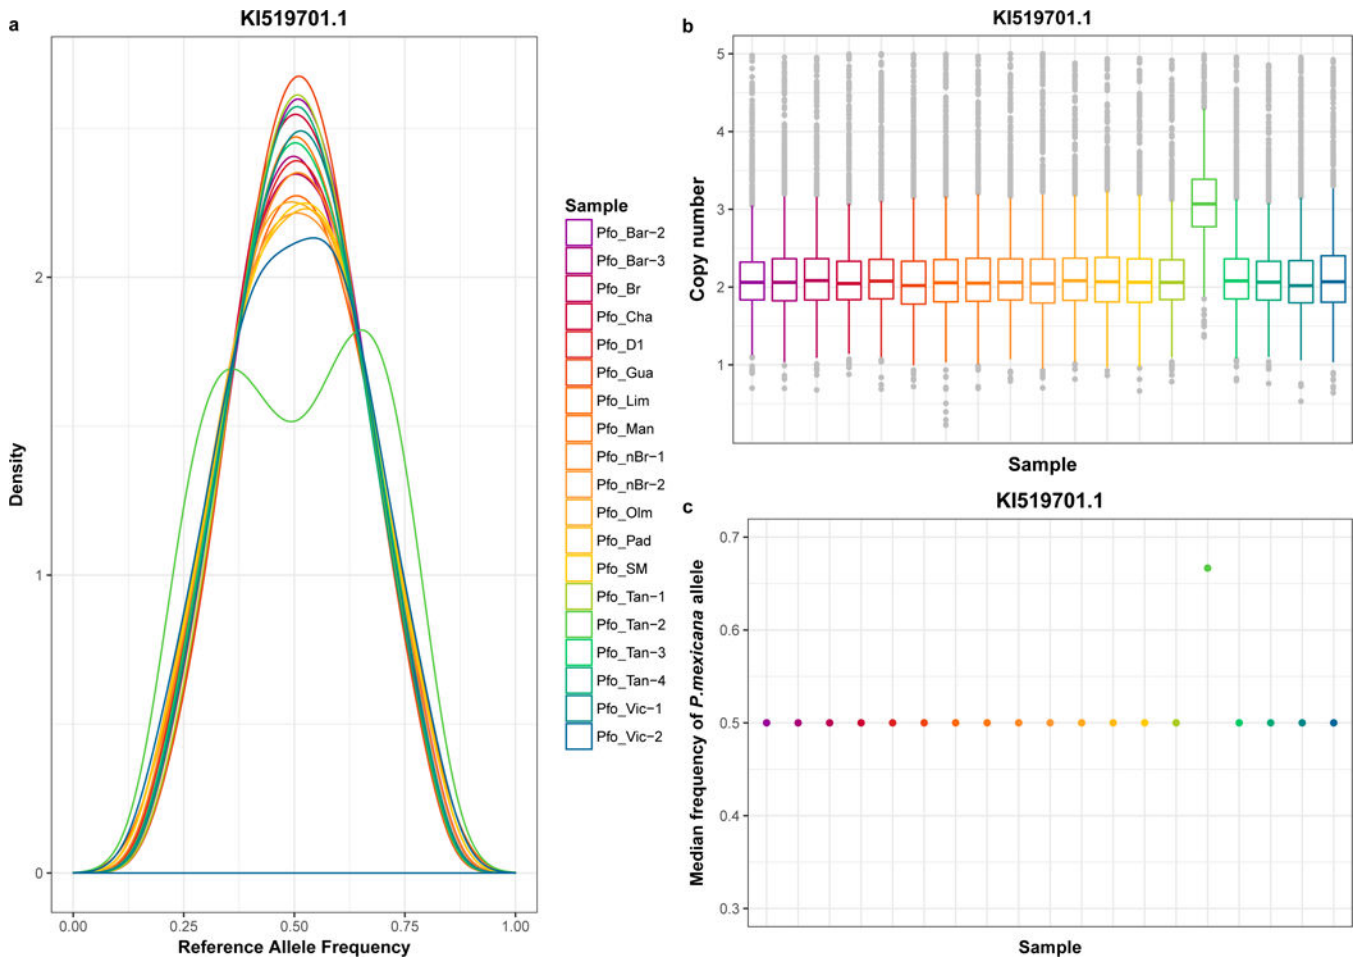 a
KI519701.1
Density
2
1
0
0.00
0.25
0.50
0.75
1.00
Reference Allele Frequency
Sample
Pfo_Bar−2
Pfo_Bar−3
Pfo_Br
Pfo_Cha
Pfo_D1
Pfo_Gua
Pfo_Lim
Pfo_Man
Pfo_nBr−1
Pfo_nBr−2
Pfo_Olm
Pfo_Pad
Pfo_SM
Pfo_Tan−1
Pfo_Tan−2
Pfo_Tan−3
Pfo_Tan−4
Pfo_Vic−1
Pfo_Vic−2
b
KI519701.1
Copy number
5
4
3
2
1
Sample
c
KI519701.1
Median frequency of P.mexicana allele
0.7
0.6
0.5
0.4
0.3
Sample